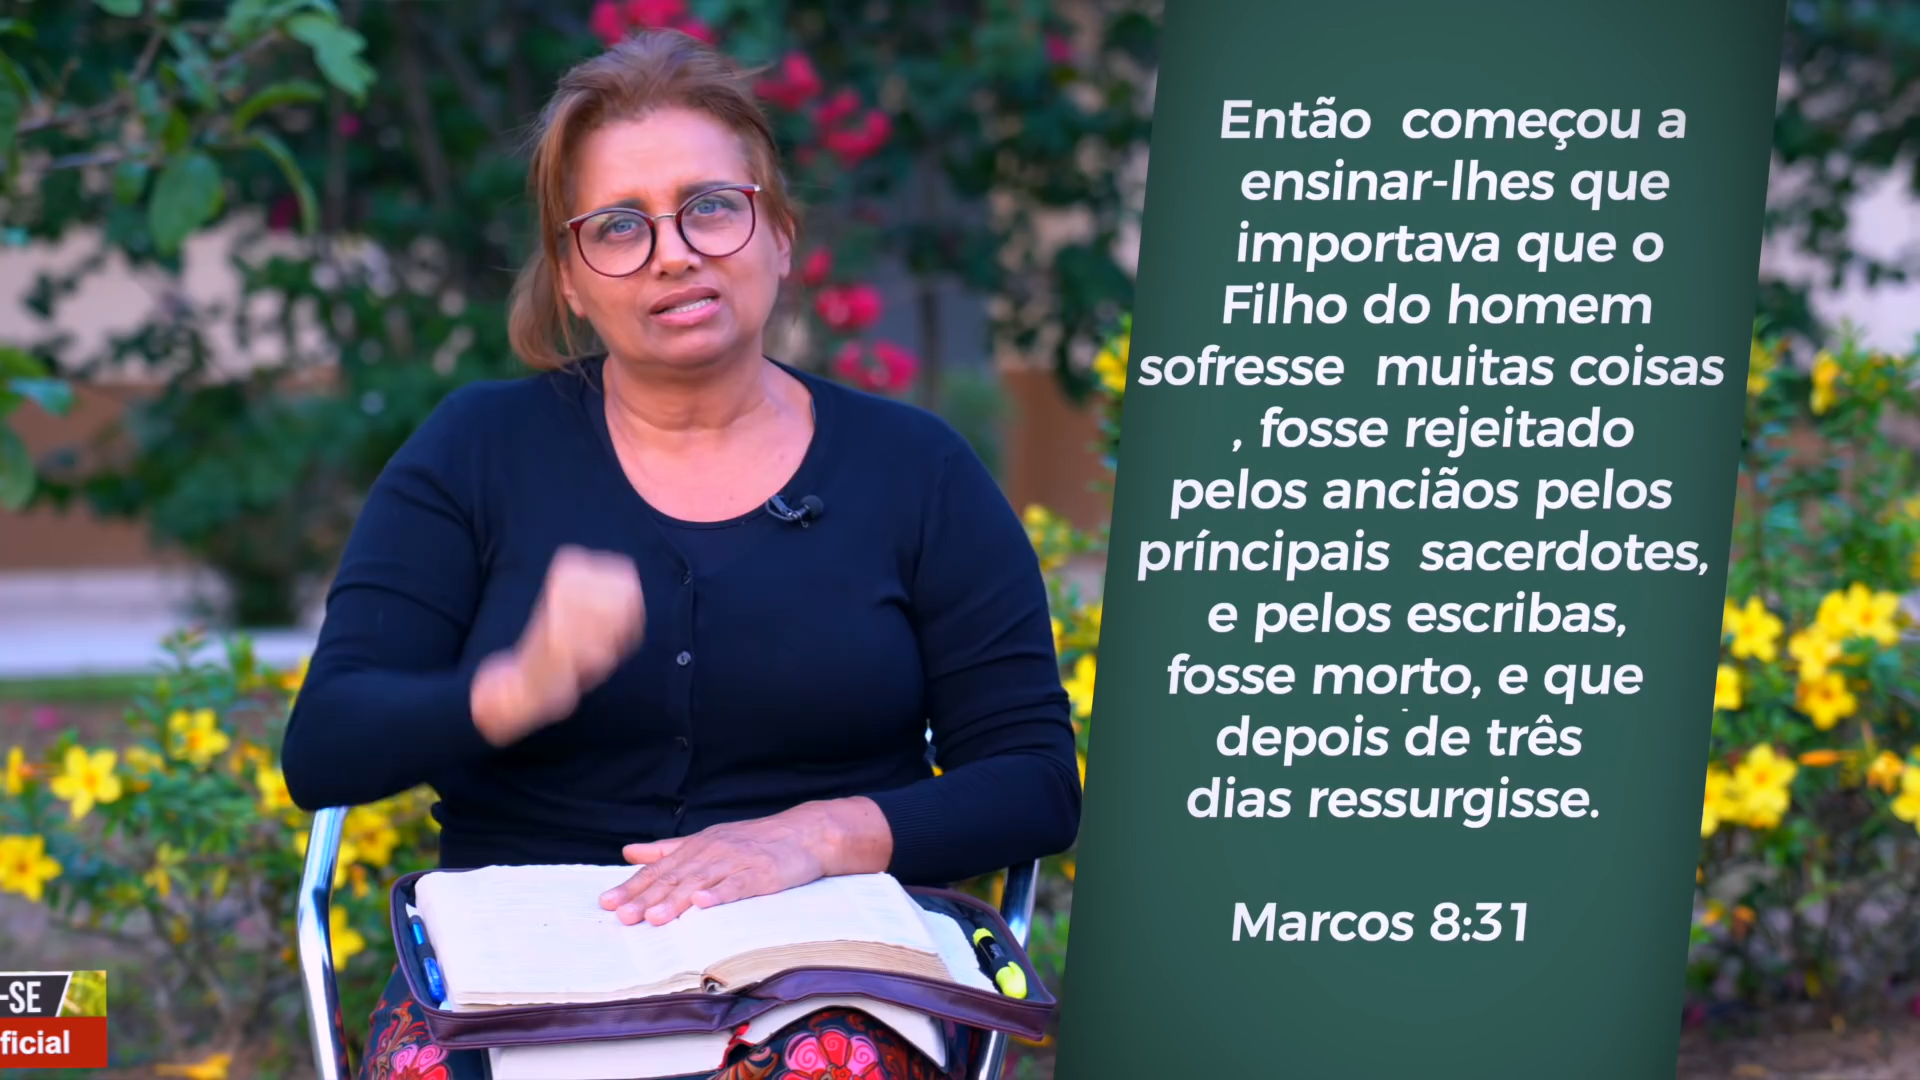 Então começou a
ensinar-lhes que
importava que o
Filho do homem
sofresse muitas coisas
, fosse rejeitado
pelos anciãos pelos
príncipais sacerdotes,
e pelos escribas,
fosse morto, e que
depois de três
dias ressurgisse.
Marcos 8:31
-SE
ficial